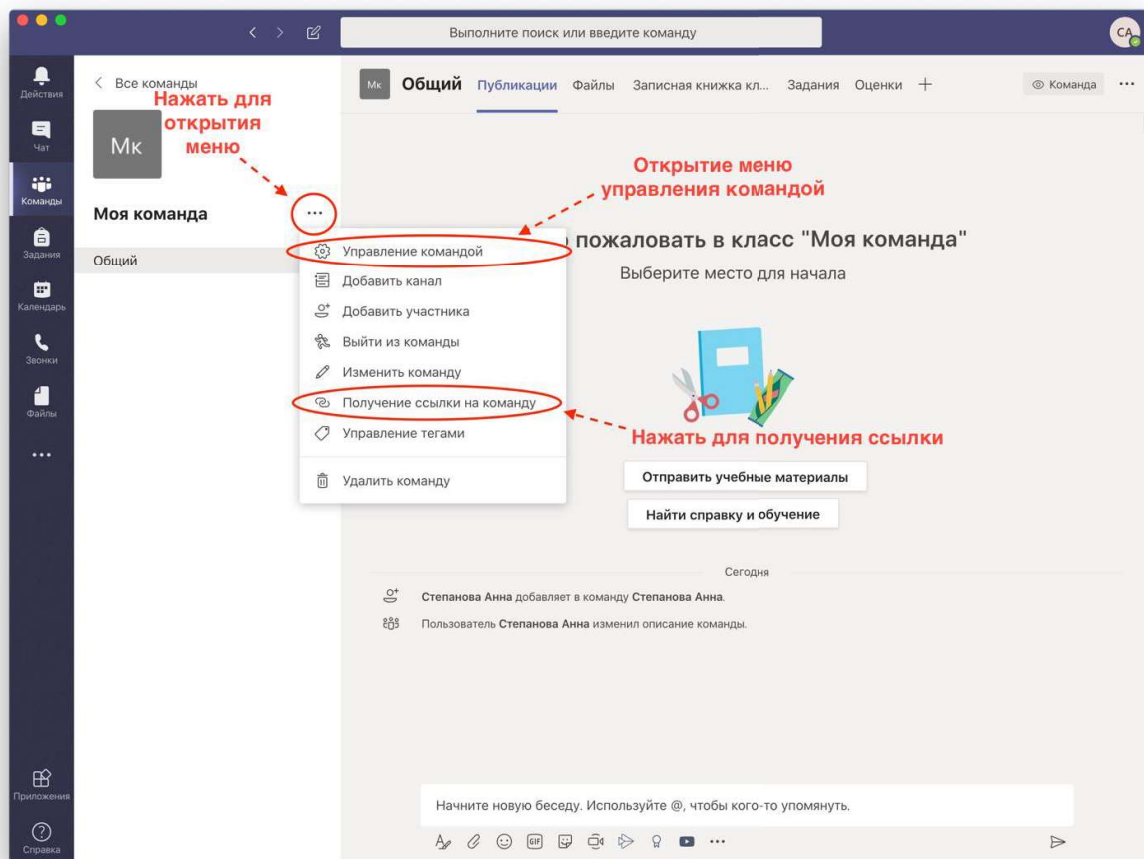 Выполните поиск или введите команду
СА
Действия
Чат
Команды
Задания
Календарь
Звонки
Файлы
Приложения
Справка
Все команды
Нажать для
открытия
меню
Мк
Моя команда
Общий
Управление командой
Добавить канал
Добавить участника
Выйти из команды
Изменить команду
Получение ссылки на команду
Управление тегами
Удалить команду
Мк Общий Публикации Файлы Записная книжка кл... Задания Оценки
Команда
Открытие меню
управления командой
о пожаловать в класс "Моя команда"
Выберите место для начала
Нажать для получения ссылки
Отправить учебные материалы
Найти справку и обучение
Сегодня
Степанова Анна добавляет в команду Степанова Анна.
Пользователь Степанова Анна изменил описание команды.
Начните новую беседу. Используйте @, чтобы кого-то упомянуть.
GIF